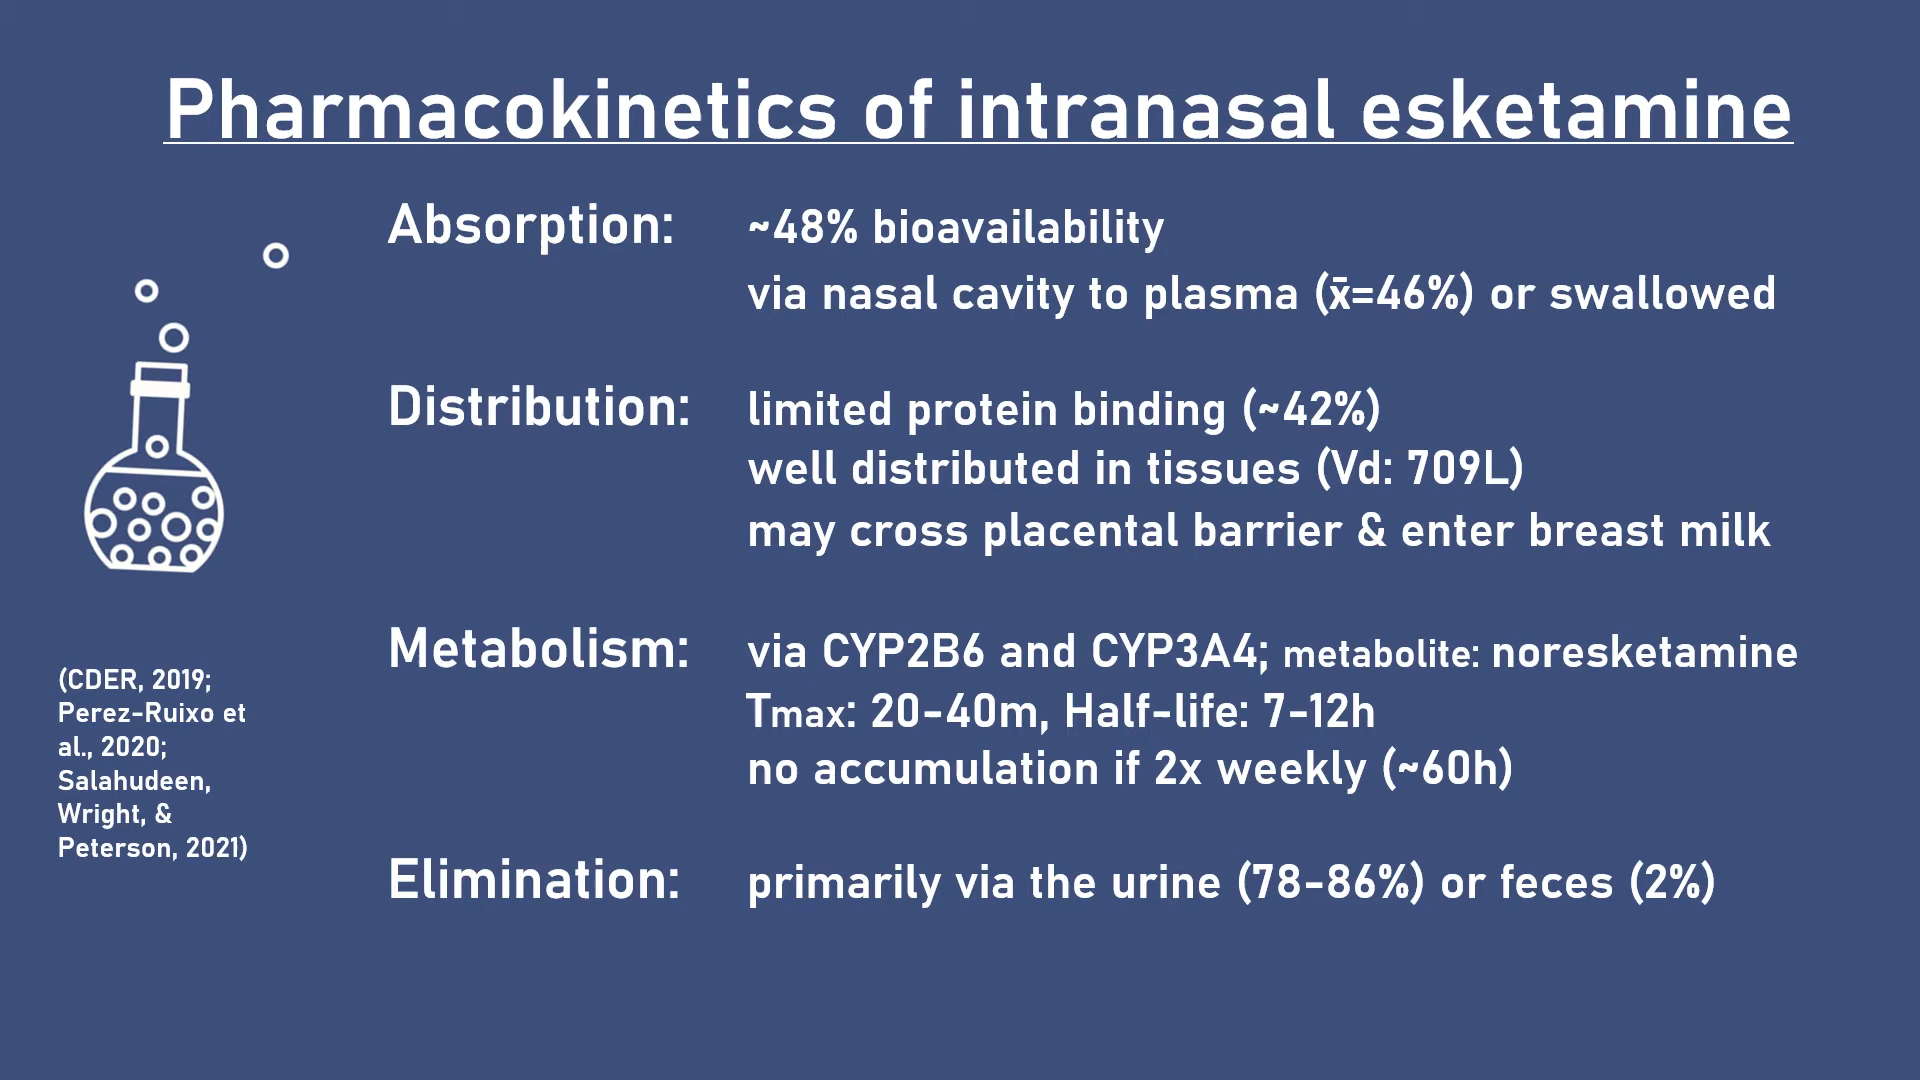 Pharmacokinetics of intranasal esketamine
Absorption: ~48% bioavailability
via nasal cavity to plasma (x̄=46%) or swallowed
Distribution: limited protein binding (~42%)
well distributed in tissues (Vd: 709L)
may cross placental barrier & enter breast milk
Metabolism: via CYP2B6 and CYP3A4; metabolite: noresketamine
Tmax: 20-40m, Half-life: 7-12h
no accumulation if 2x weekly (~60h)
Elimination: primarily via the urine (78-86%) or feces (2%)
(CDER, 2019;
Perez-Ruixo et
al., 2020;
Salahudeen,
Wright, &
Peterson, 2021)